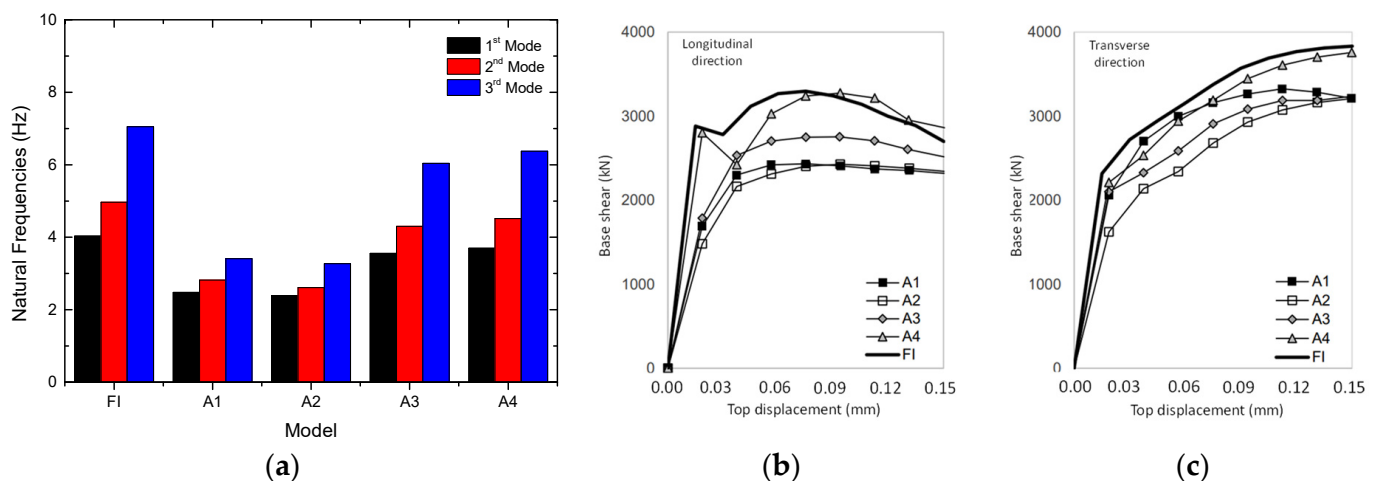 10
8
6
4
2
0
Natural Frequencies (Hz)
1st Mode
2nd Mode
3rd Mode
FI A1 A2 A3 A4
Model
(a)
4000
3000
2000
1000
0
Base shear (kN)
Longitudinal
direction
A1
A2
A3
A4
FI
0.00 0.03 0.06 0.09 0.12 0.15
Top displacement (mm)
(b)
4000
3000
2000
1000
0
Base shear (kN)
Transverse
direction
A1
A2
A3
A4
FI
0.00 0.03 0.06 0.09 0.12 0.15
Top displacement (mm)
(c)